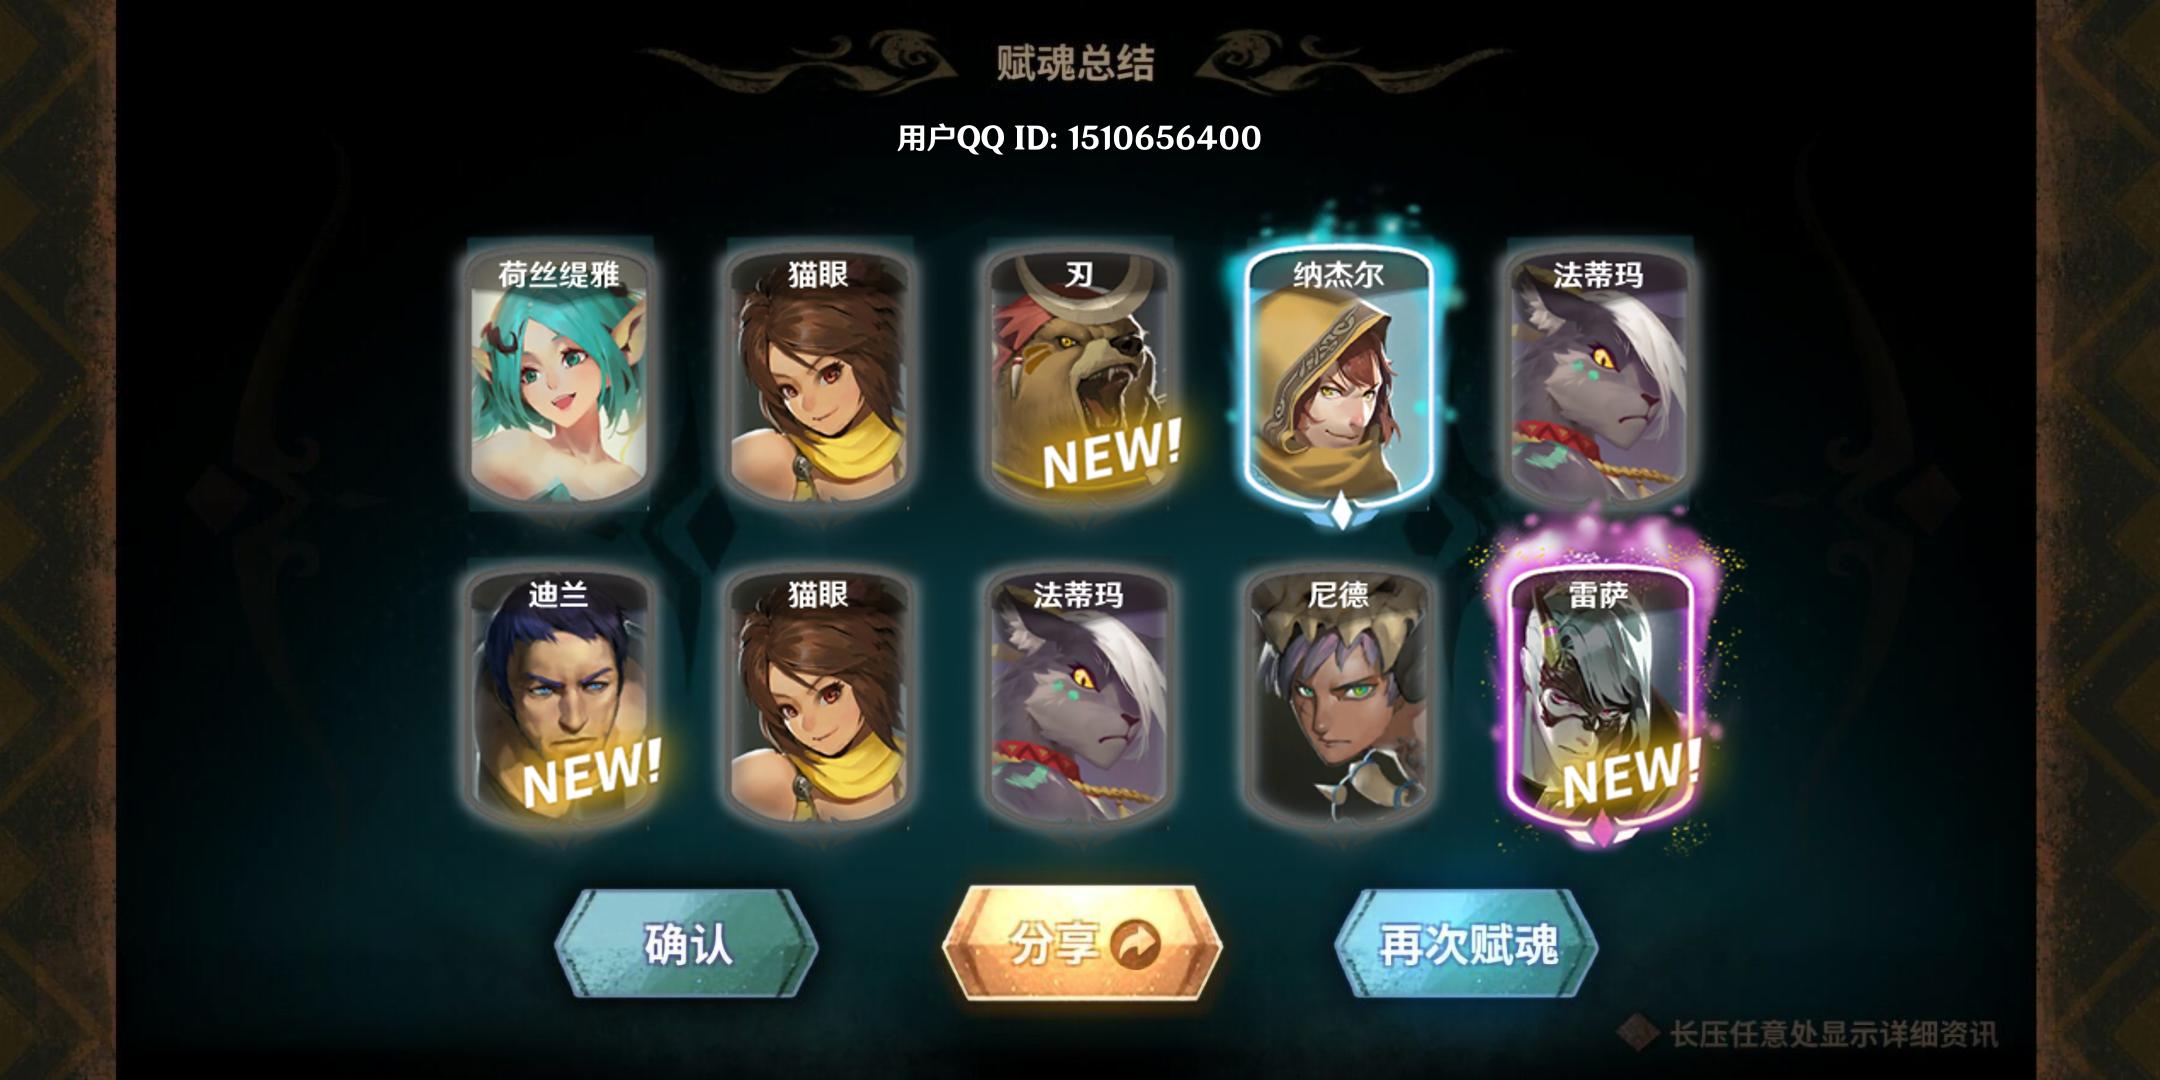 赋魂总结
用户QQ ID: 1510656400
荷丝缇雅
猫眼
刃
NEW!
纳杰尔
法蒂玛
迪兰
NEW!
猫眼
法蒂玛
尼德
雷萨
NEW!
确认
分享
再次赋魂
长压任意处显示详细资讯